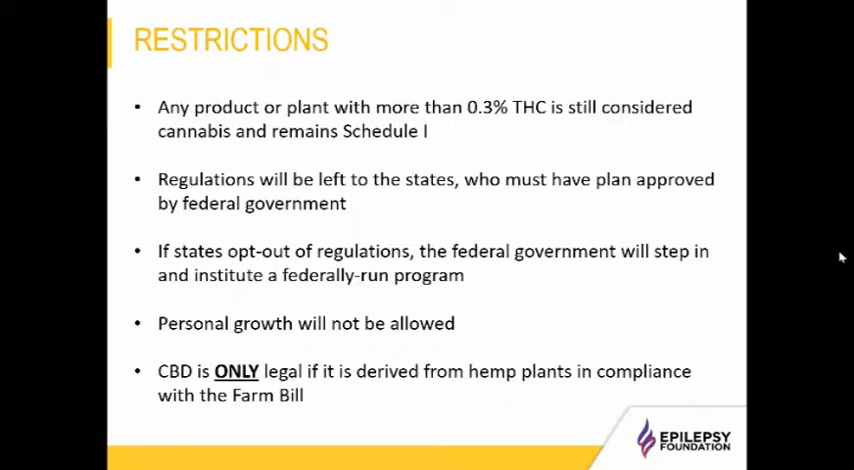 RESTRICTIONS
• Any product or plant with more than 0.3% THC is still considered
cannabis and remains Schedule I
• Regulations will be left to the states, who must have plan approved
by federal government
• If states opt-out of regulations, the federal government will step in
and institute a federally-run program
• Personal growth will not be allowed
• CBD is ONLY legal if it is derived from hemp plants in compliance
with the Farm Bill
EPILEPSY
FOUNDATION